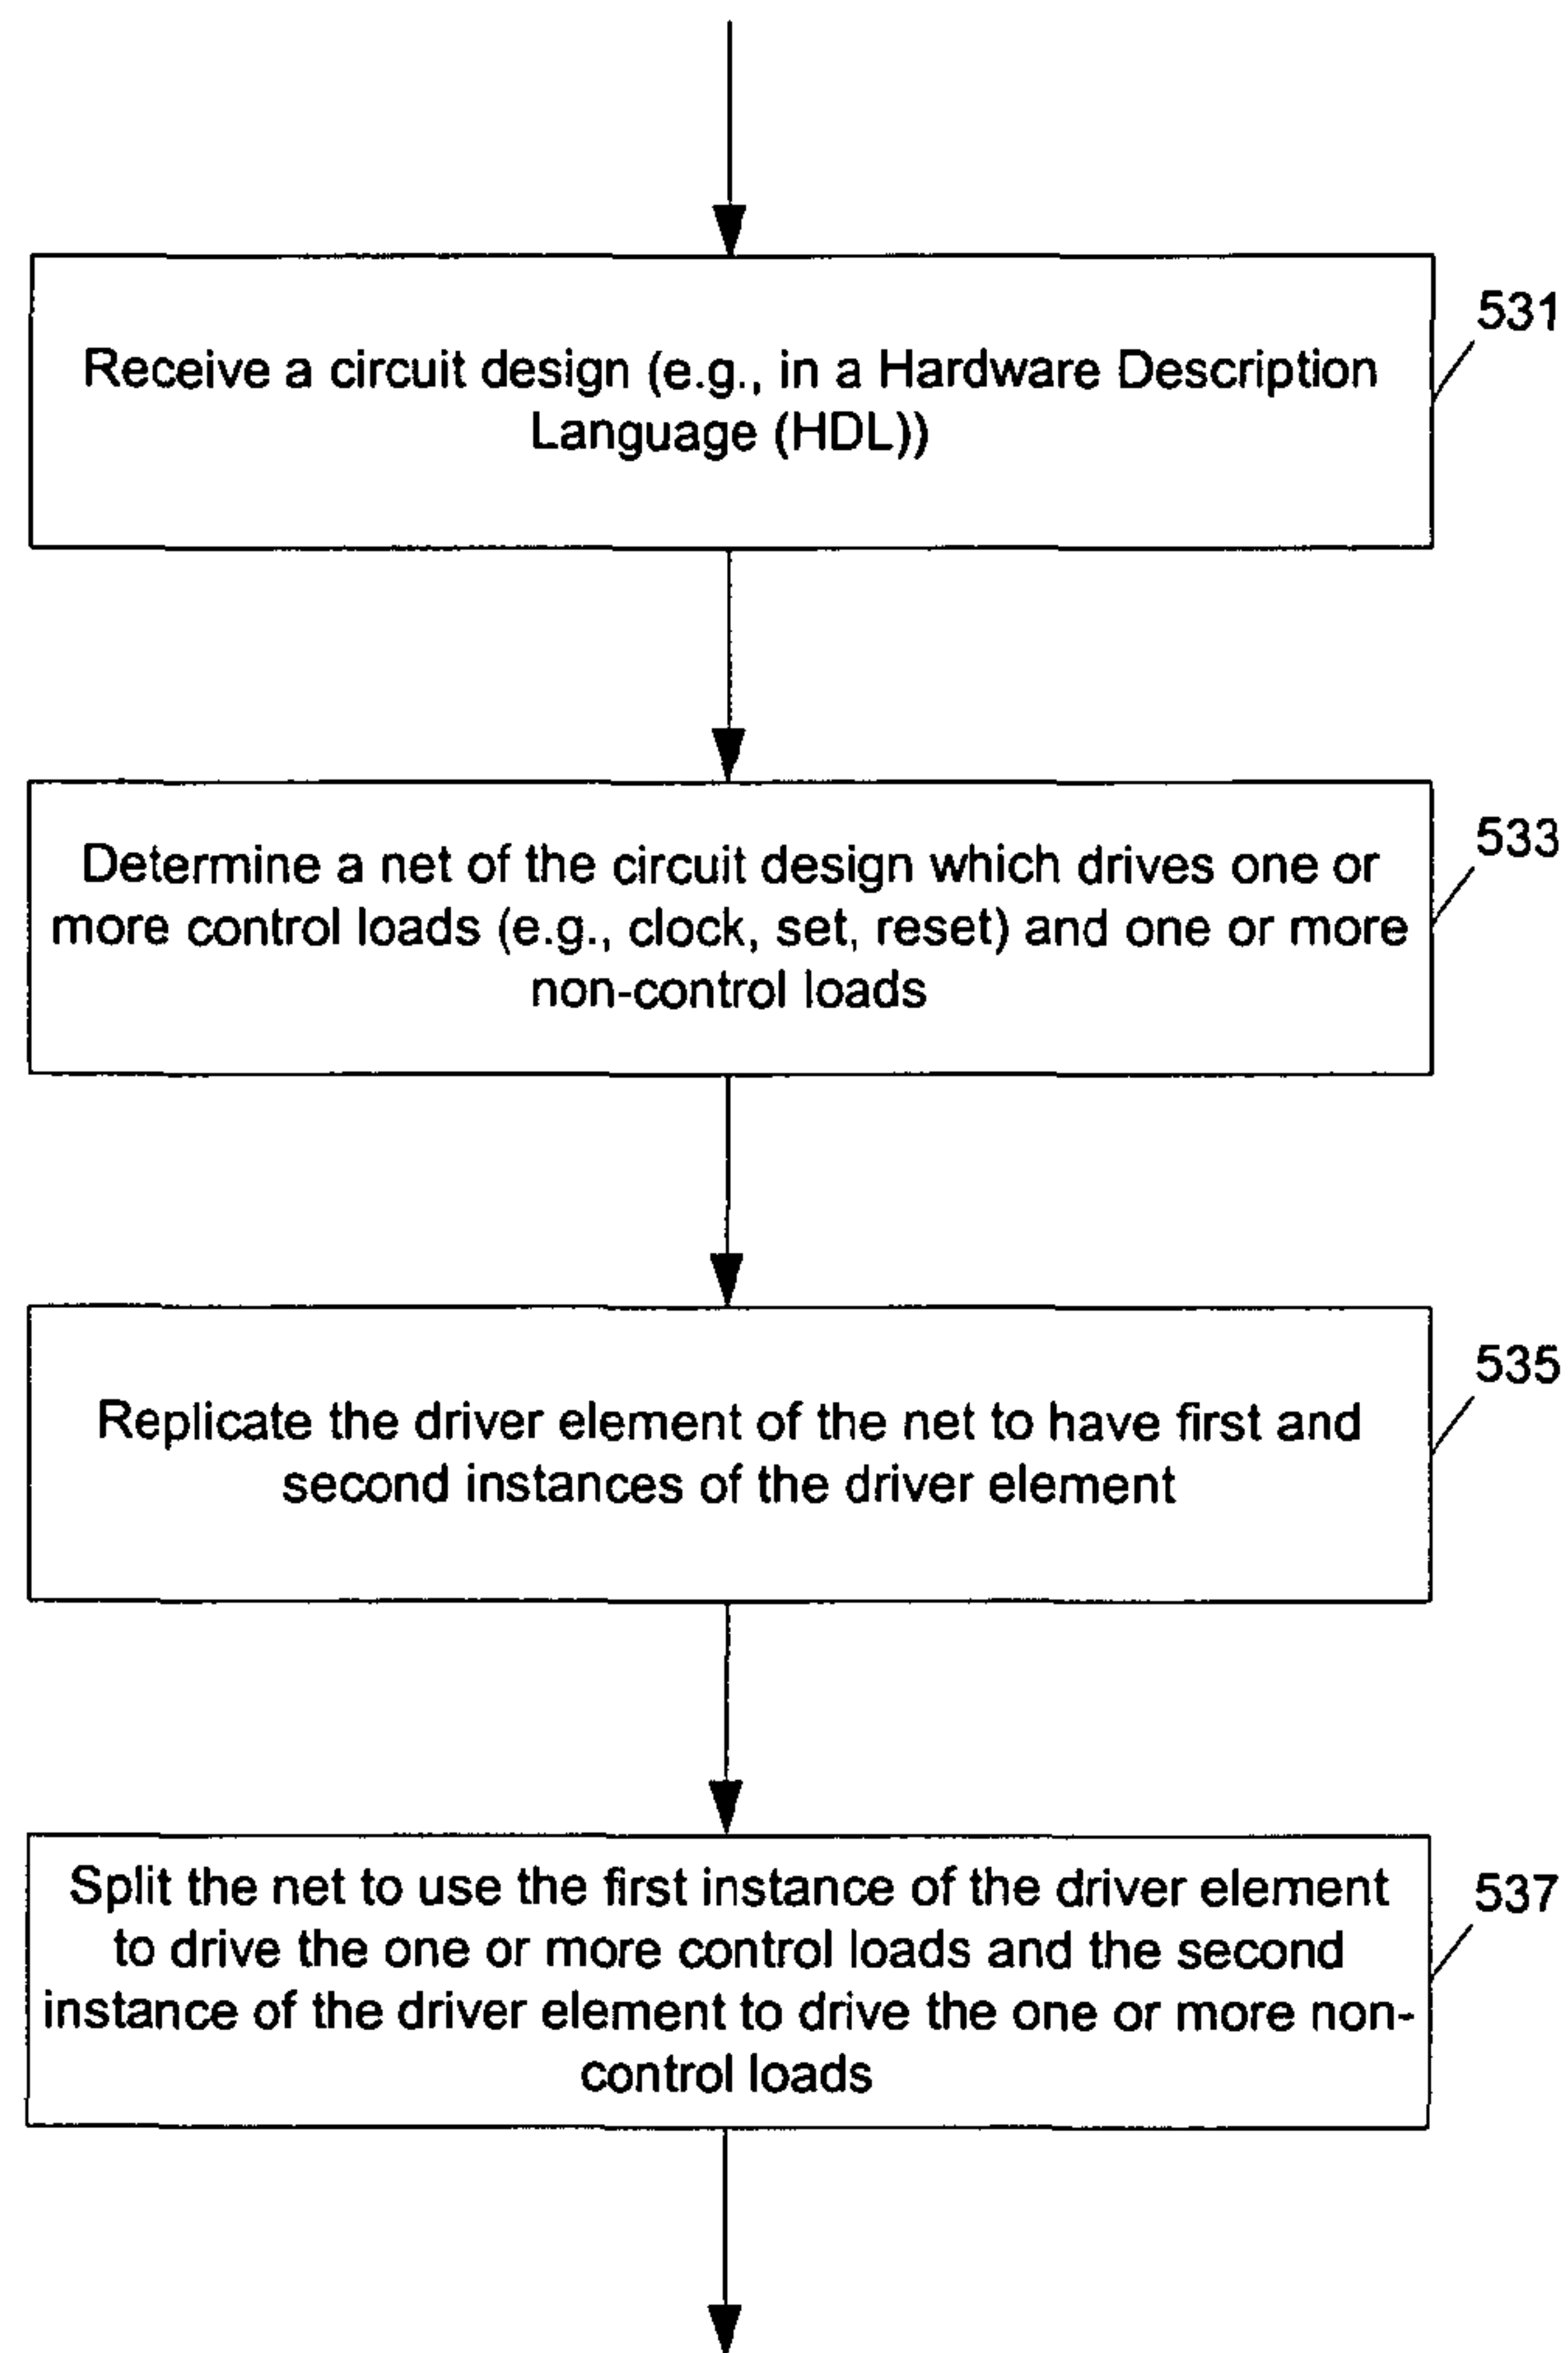 531
Receive a circuit design (e.g., in a Hardware Description
Language (HDL))
533
Determine a net of the circuit design which drives one or
more control loads (e.g., clock, set, reset) and one or more
non-control loads
535
Replicate the driver element of the net to have first and
second instances of the driver element
537
Split the net to use the first instance of the driver element
to drive the one or more control loads and the second
instance of the driver element to drive the one or more non-
control loads